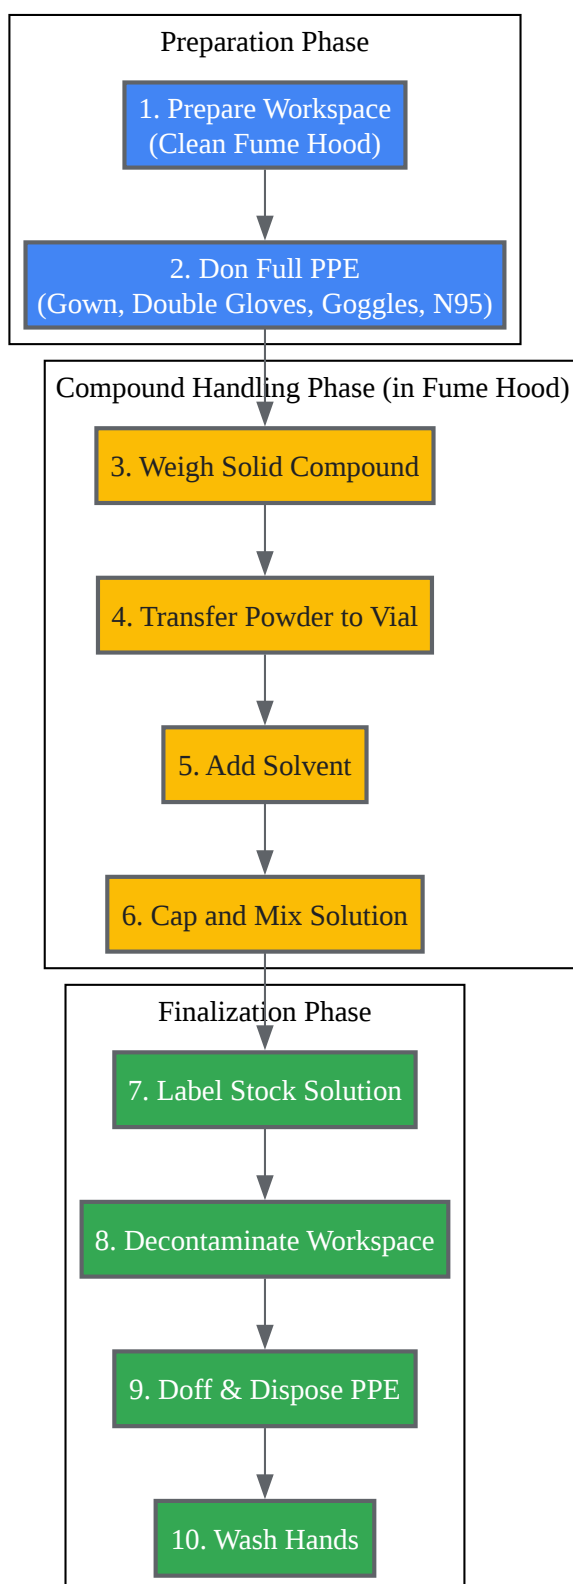 Preparation Phase
1. Prepare Workspace
(Clean Fume Hood)
2. Don Full PPE
(Gown, Double Gloves, Goggles, N95)
Compound Handling Phase (in Fume Hood)
3. Weigh Solid Compound
4. Transfer Powder to Vial
5. Add Solvent
6. Cap and Mix Solution
Finalization Phase
7. Label Stock Solution
8. Decontaminate Workspace
9. Doff & Dispose PPE
10. Wash Hands